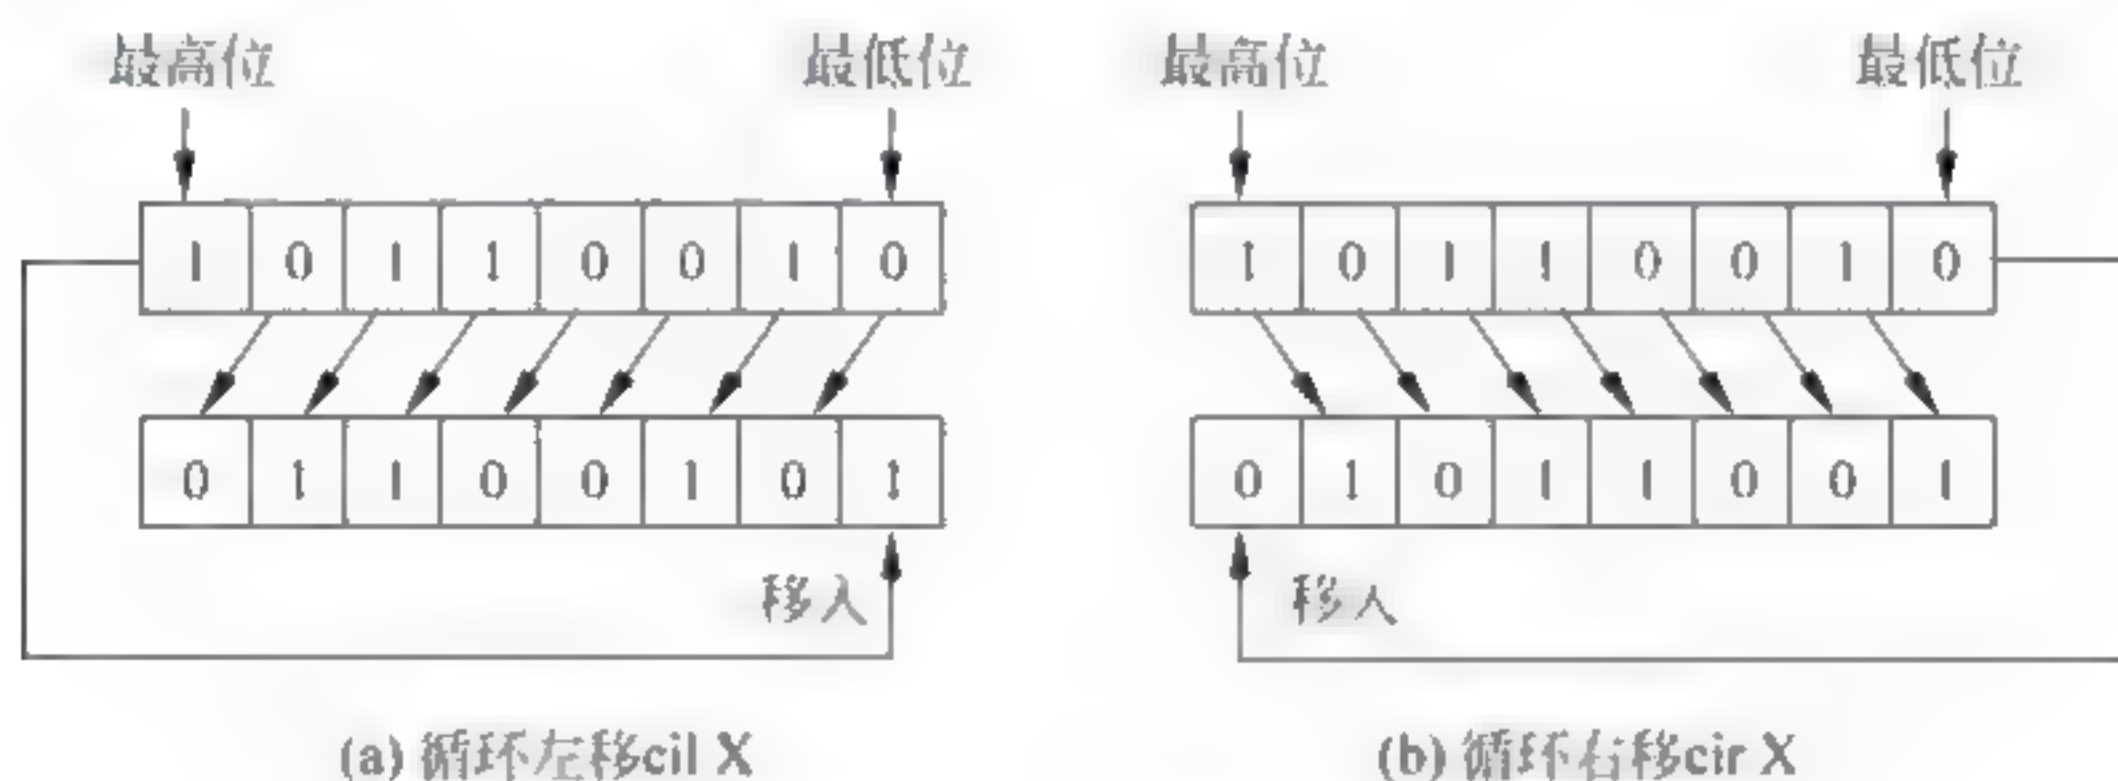 最高位 最低位 最高位 最低位
1 0 1 1 0 0 1 0 1 0 1 1 0 0 1 0
0 1 1 0 0 1 0 1 0 1 0 1 1 0 0 1
移入 移入
(a) 循环左移cil X (b) 循环右移cir X